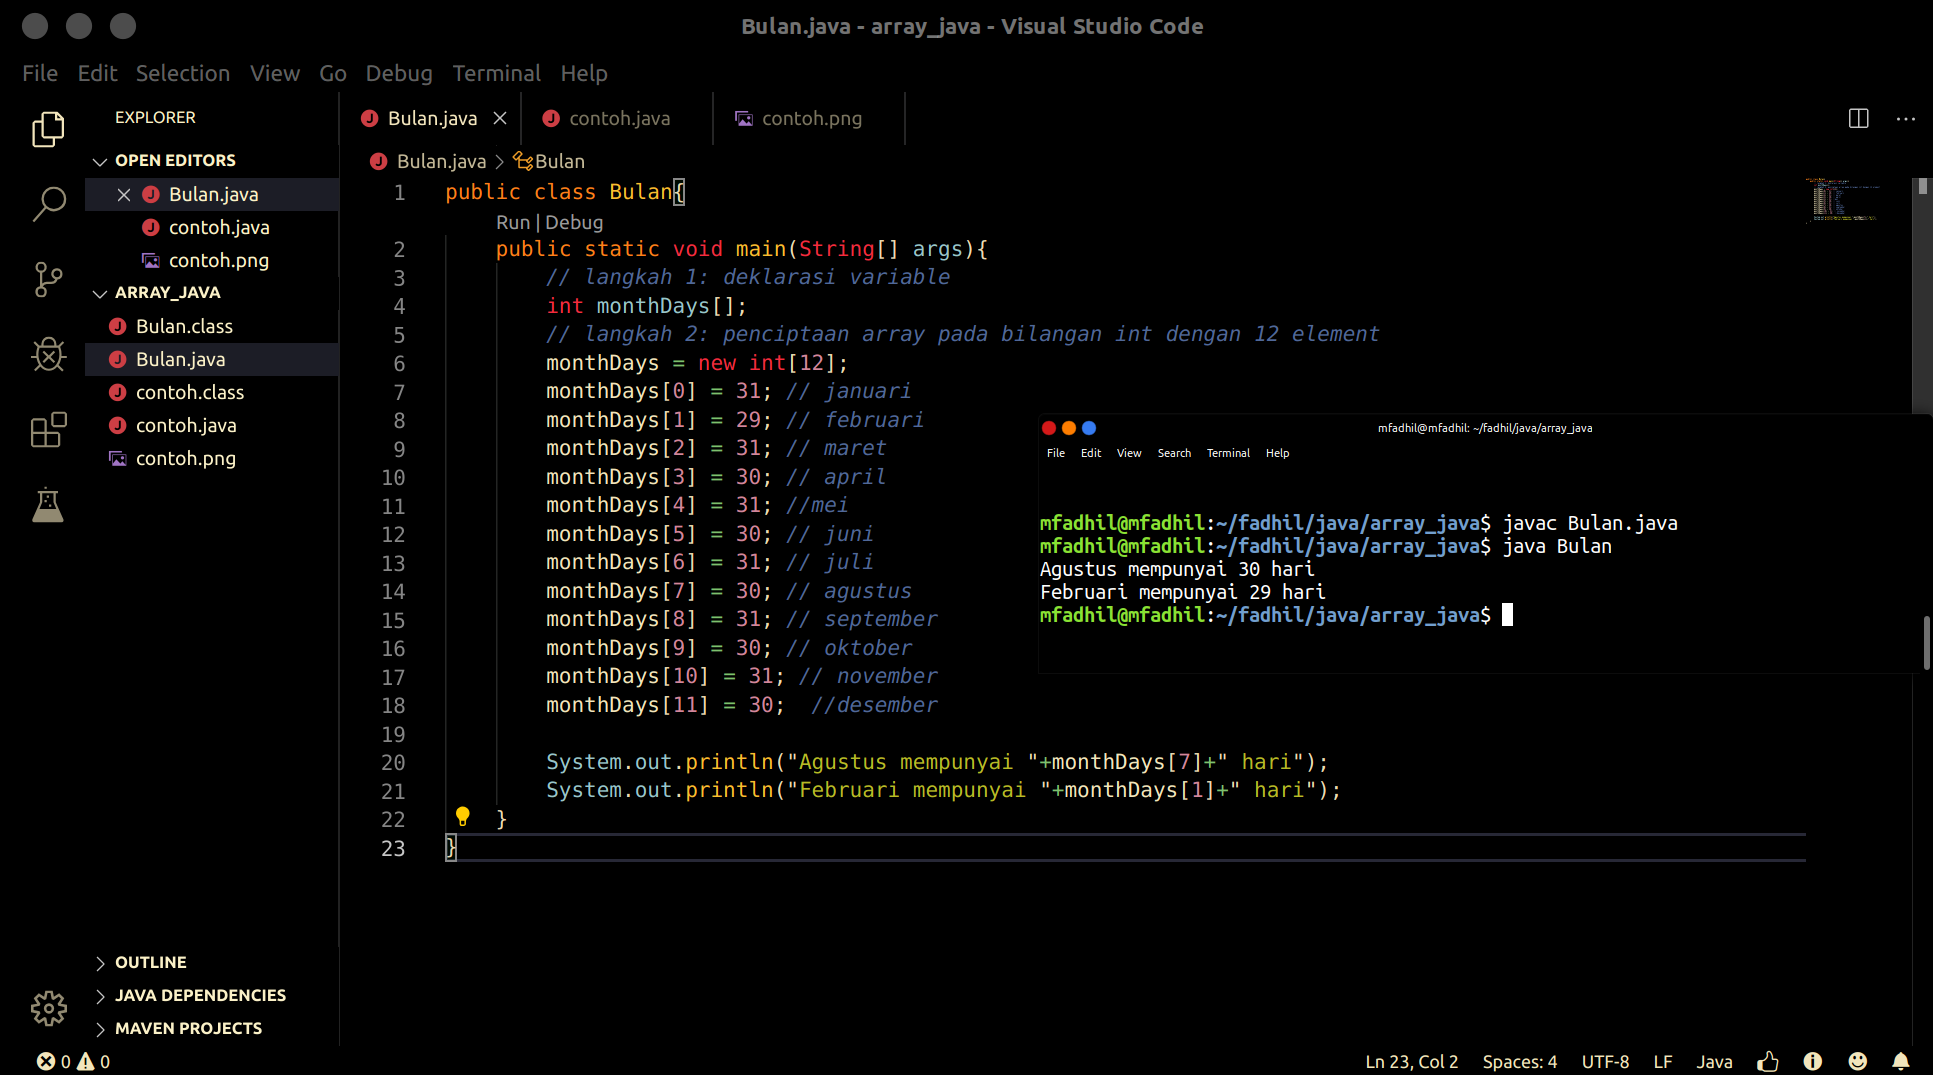 Bulan.java - array_java - Visual Studio Code
File Edit Selection View Go Debug Terminal Help
EXPLORER
OPEN EDITORS
Bulan.java
contoh.java
contoh.png
ARRAY_JAVA
Bulan.class
Bulan.java
contoh.class
contoh.java
contoh.png
OUTLINE
JAVA DEPENDENCIES
MAVEN PROJECTS
Bulan.java contoh.java contoh.png
Bulan.java > Bulan
1 public class Bulan{
Run | Debug
2 public static void main(String[] args){
3 // langkah 1: deklarasi variable
4 int monthDays[];
5 // langkah 2: penciptaan array pada bilangan int dengan 12 element
6 monthDays = new int[12];
7 monthDays[0] = 31; // januari
8 monthDays[1] = 29; // februari
9 monthDays[2] = 31; // maret
10 monthDays[3] = 30; // april
11 monthDays[4] = 31; //mei
12 monthDays[5] = 30; // juni
13 monthDays[6] = 31; // juli
14 monthDays[7] = 30; // agustus
15 monthDays[8] = 31; // september
16 monthDays[9] = 30; // oktober
17 monthDays[10] = 31; // november
18 monthDays[11] = 30;  //desember
19
20 System.out.println("Agustus mempunyai "+monthDays[7]+" hari");
21 System.out.println("Februari mempunyai "+monthDays[1]+" hari");
22 }
23 }
mfadhil@mfadhil: ~/fadhil/java/array_java
File Edit View Search Terminal Help
mfadhil@mfadhil:~/fadhil/java/array_java$ javac Bulan.java
mfadhil@mfadhil:~/fadhil/java/array_java$ java Bulan
Agustus mempunyai 30 hari
Februari mempunyai 29 hari
mfadhil@mfadhil:~/fadhil/java/array_java$
0 0 Ln 23, Col 2 Spaces: 4 UTF-8 LF Java